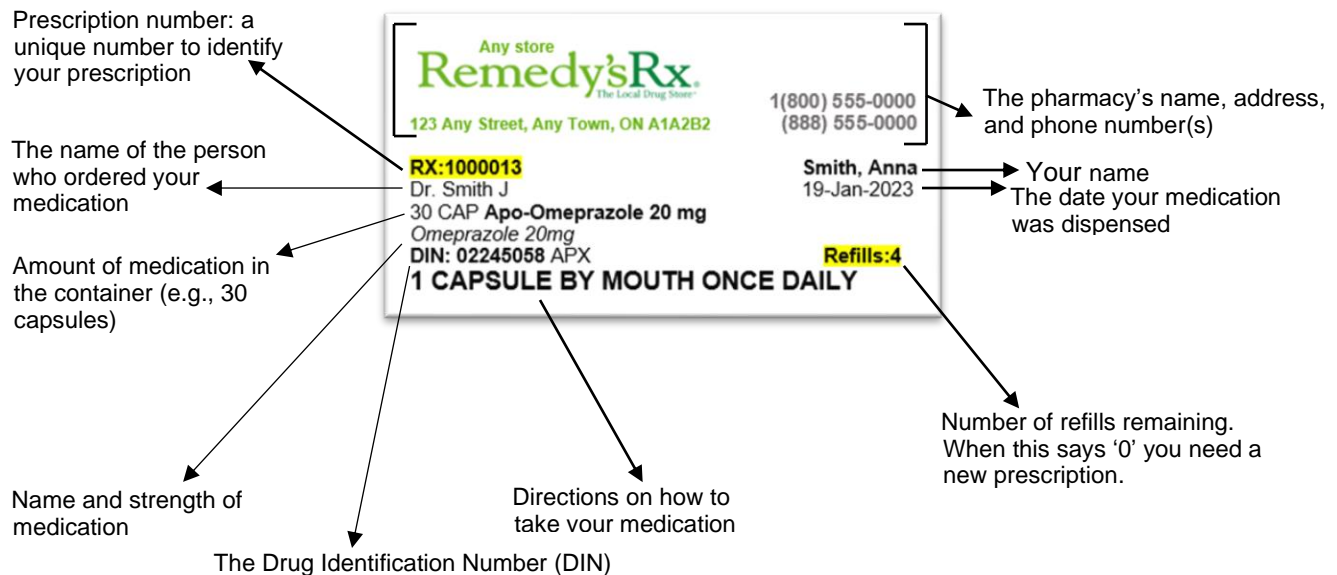 Prescription number: a
unique number to identify
your prescription
The name of the person
who ordered your
medication
Amount of medication in
the container (e.g., 30
capsules)
Name and strength of
medication
The Drug Identification Number (DIN)
Any store
Remedy'sRx.
The Local Drug Store
123 Any Street, Any Town, ON A1A2B2
1(800) 555-0000
(888) 555-0000
RX:1000013
Smith, Anna
Dr. Smith J
19-Jan-2023
30 CAP Apo-Omeprazole 20 mg
Omeprazole 20mg
DIN: 02245058 APX
Refills:4
1 CAPSULE BY MOUTH ONCE DAILY
Directions on how to
take your medication
The pharmacy's name, address,
and phone number(s)
Your name
The date your medication
was dispensed
Number of refills remaining.
When this says ‘0’ you need a
new prescription.